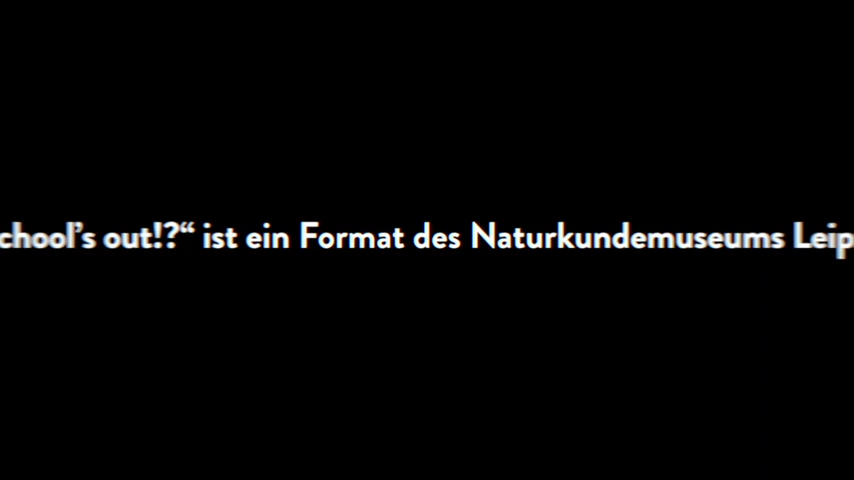 chool’s out!?“ ist ein Format des Naturkundemuseums Leip